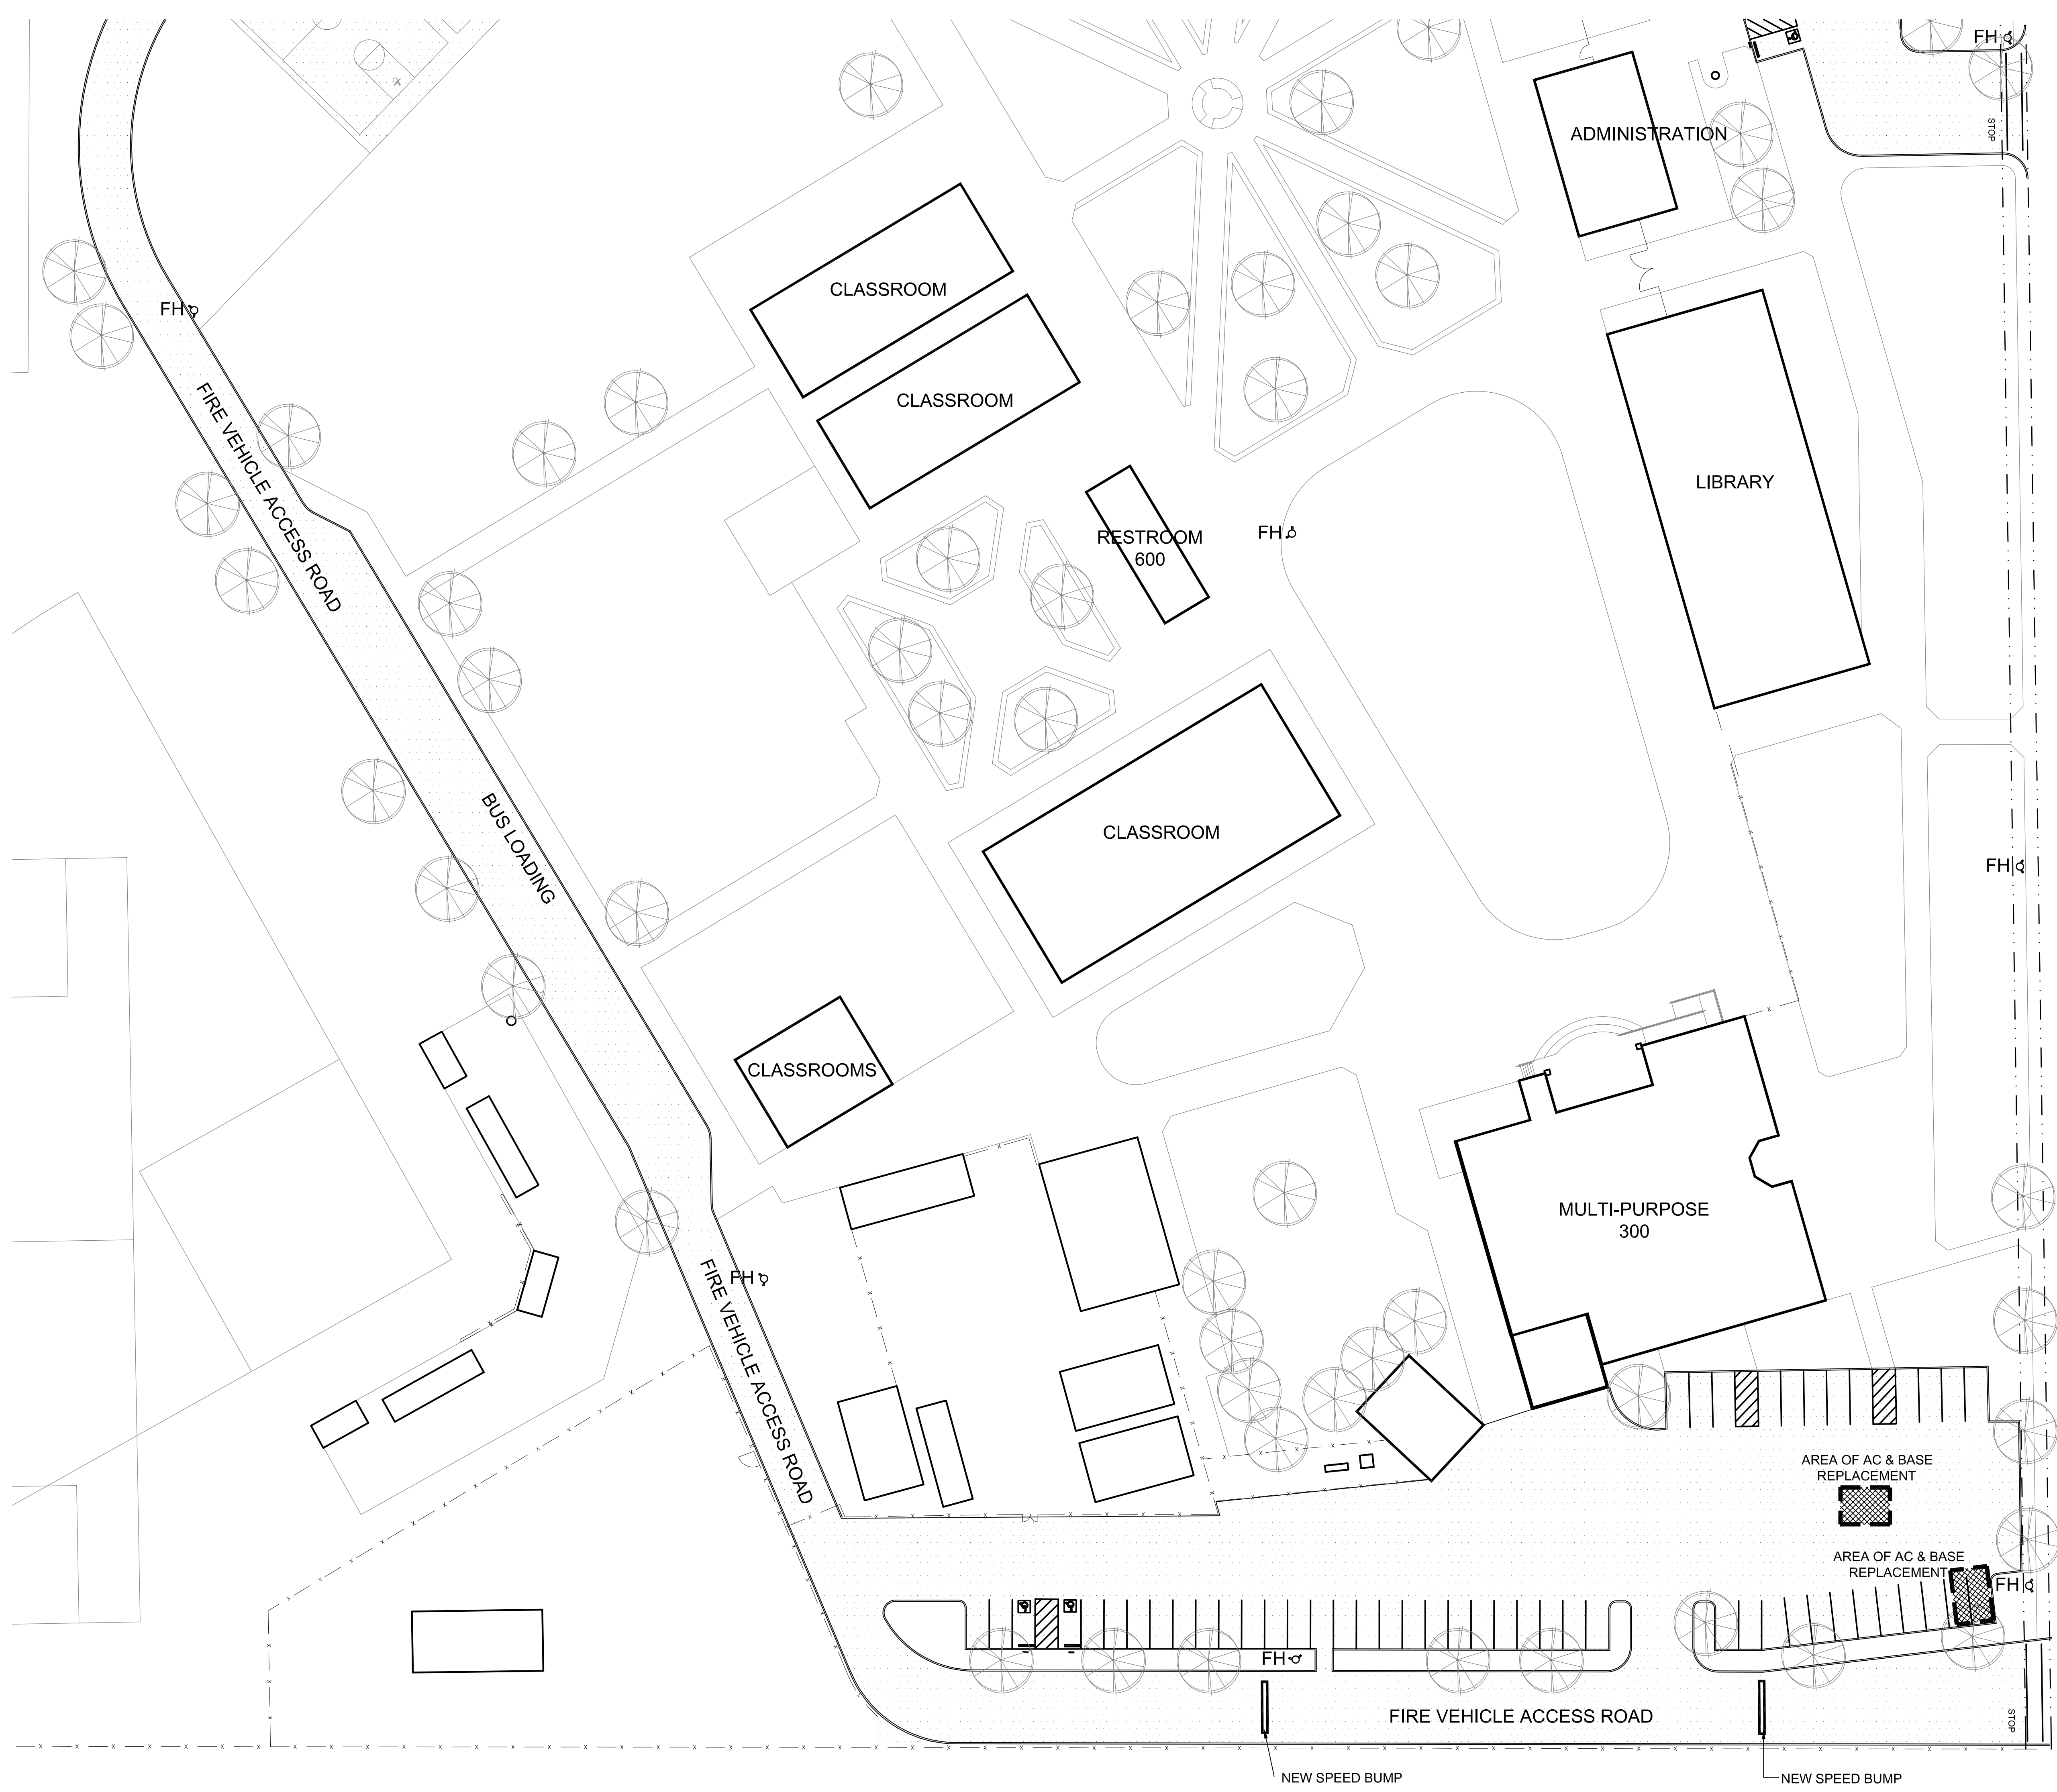 FH
STOP
ADMINISTRATION
CLASSROOM
FH
CLASSROOM
FIRE VEHICLE ACCESS ROAD
LIBRARY
RESTROOM
600
FH
BUS LOADING
CLASSROOM
FH
CLASSROOMS
MULTI-PURPOSE
300
FH
FIRE VEHICLE ACCESS ROAD
AREA OF AC & BASE
REPLACEMENT
AREA OF AC & BASE
REPLACEMENT
FH
FH
FIRE VEHICLE ACCESS ROAD
STOP
NEW SPEED BUMP
NEW SPEED BUMP